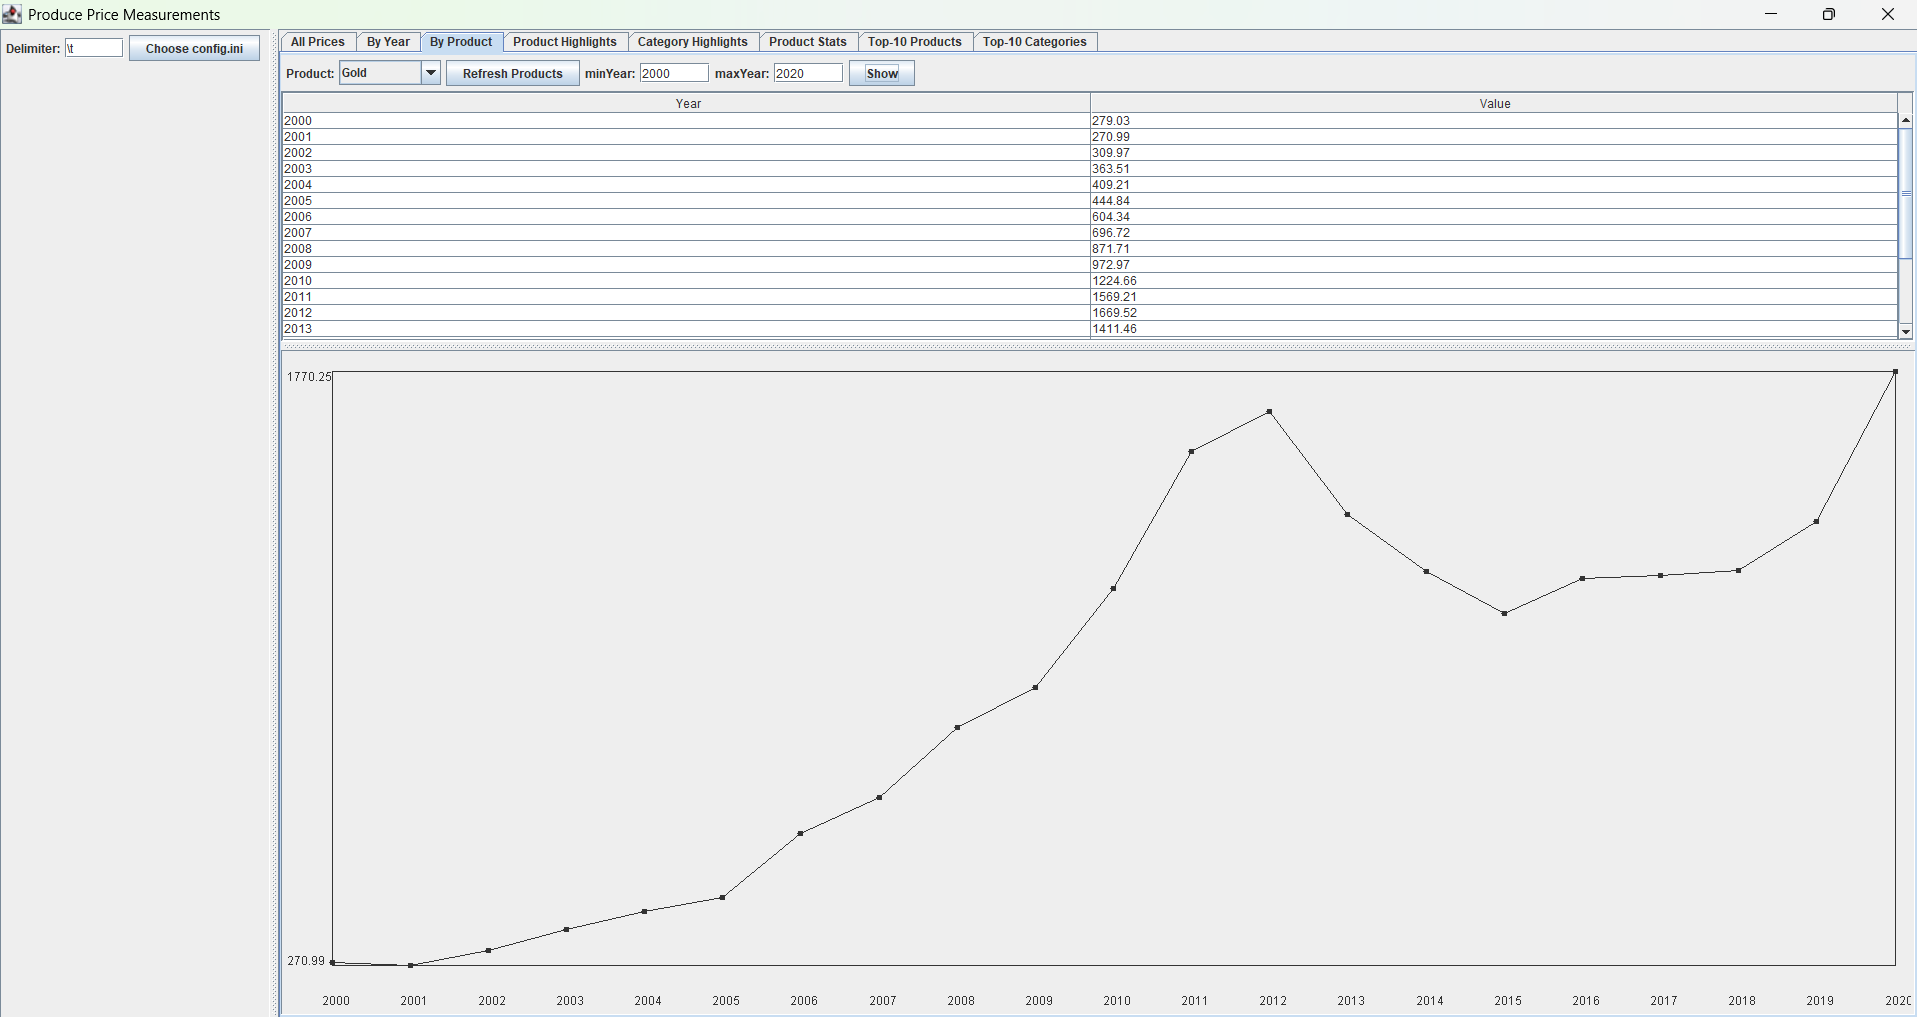 Produce Price Measurements
Delimiter: \t Choose config.ini
All Prices By Year By Product Product Highlights Category Highlights Product Stats Top-10 Products Top-10 Categories
Product: Gold Refresh Products minYear: 2000 maxYear: 2020 Show
Year Value
2000 279.03
2001 270.99
2002 309.97
2003 363.51
2004 409.21
2005 444.84
2006 604.34
2007 696.72
2008 871.71
2009 972.97
2010 1224.66
2011 1569.21
2012 1669.52
2013 1411.46
1770.25
270.99
2000 2001 2002 2003 2004 2005 2006 2007 2008 2009 2010 2011 2012 2013 2014 2015 2016 2017 2018 2019 2020